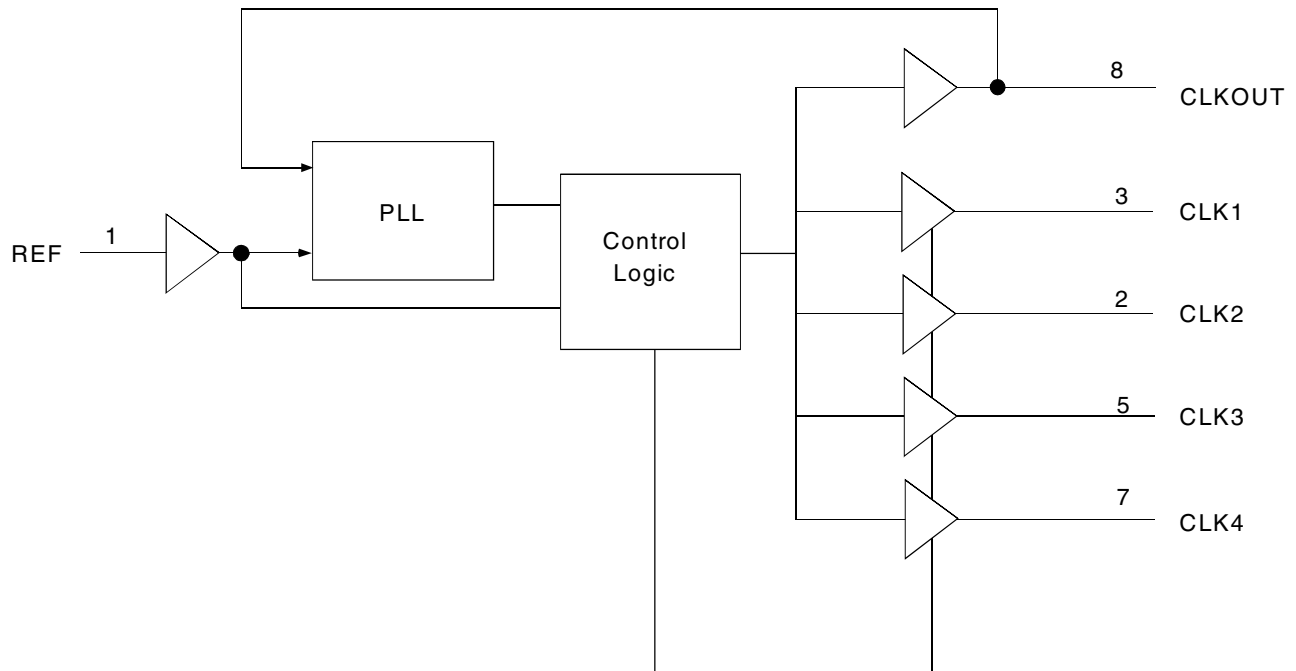 8
CLKOUT
PLL
3
CLK1
REF
1
Control
Logic
2
CLK2
5
CLK3
7
CLK4